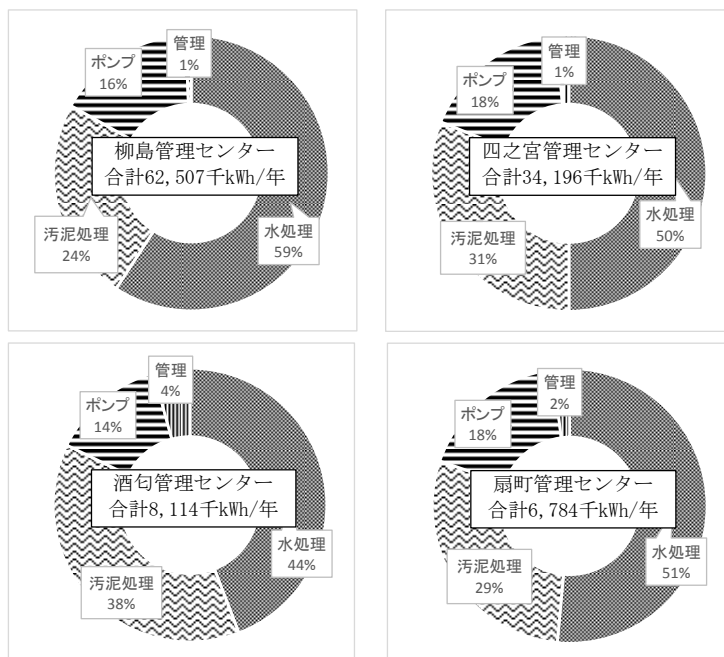 管理
1%
ポンプ
16%
柳島管理センター
合計62,507千kWh/年
汚泥処理
24%
水処理
59%
管理
1%
ポンプ
18%
四之宮管理センター
合計34,196千kWh/年
汚泥処理
31%
水処理
50%
管理
4%
ポンプ
14%
酒匂管理センター
合計8,114千kWh/年
汚泥処理
38%
水処理
44%
管理
2%
ポンプ
18%
扇町管理センター
合計6,784千kWh/年
汚泥処理
29%
水処理
51%